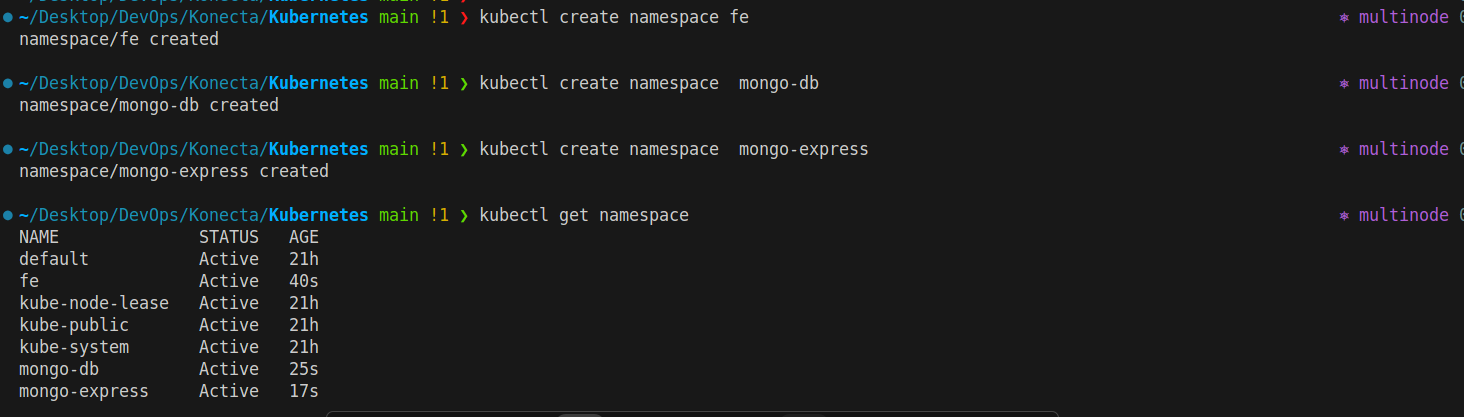 ~/Desktop/DevOps/Konecta/Kubernetes main !1 ❯ kubectl create namespace fe ⎈ multinode
namespace/fe created
~/Desktop/DevOps/Konecta/Kubernetes main !1 ❯ kubectl create namespace  mongo-db ⎈ multinode
namespace/mongo-db created
~/Desktop/DevOps/Konecta/Kubernetes main !1 ❯ kubectl create namespace  mongo-express ⎈ multinode
namespace/mongo-express created
~/Desktop/DevOps/Konecta/Kubernetes main !1 ❯ kubectl get namespace ⎈ multinode
NAME              STATUS   AGE
default           Active   21h
fe                Active   40s
kube-node-lease   Active   21h
kube-public       Active   21h
kube-system       Active   21h
mongo-db          Active   25s
mongo-express     Active   17s